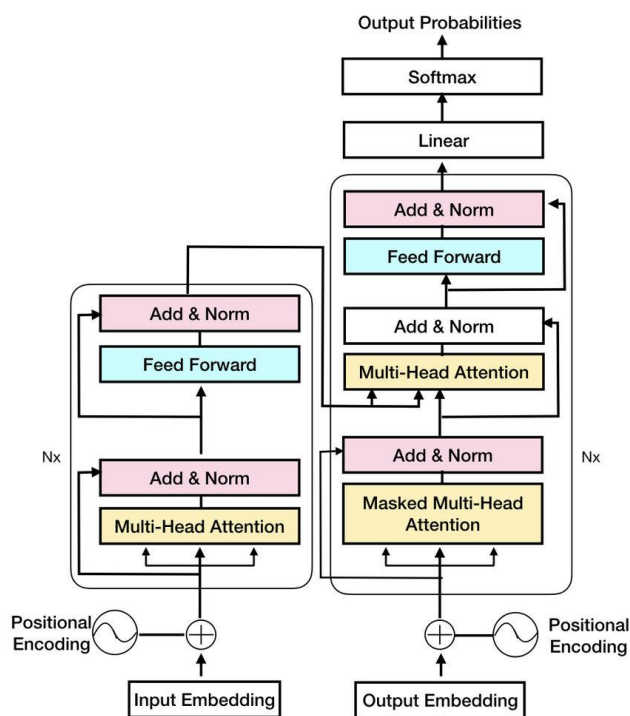 Output Probabilities
Softmax
Linear
Add & Norm
Feed Forward
Add & Norm
Multi-Head Attention
Add & Norm
Masked Multi-Head
Attention
Nx
Positional
Encoding
Output Embedding
Add & Norm
Feed Forward
Nx
Add & Norm
Multi-Head Attention
Positional
Encoding
Input Embedding